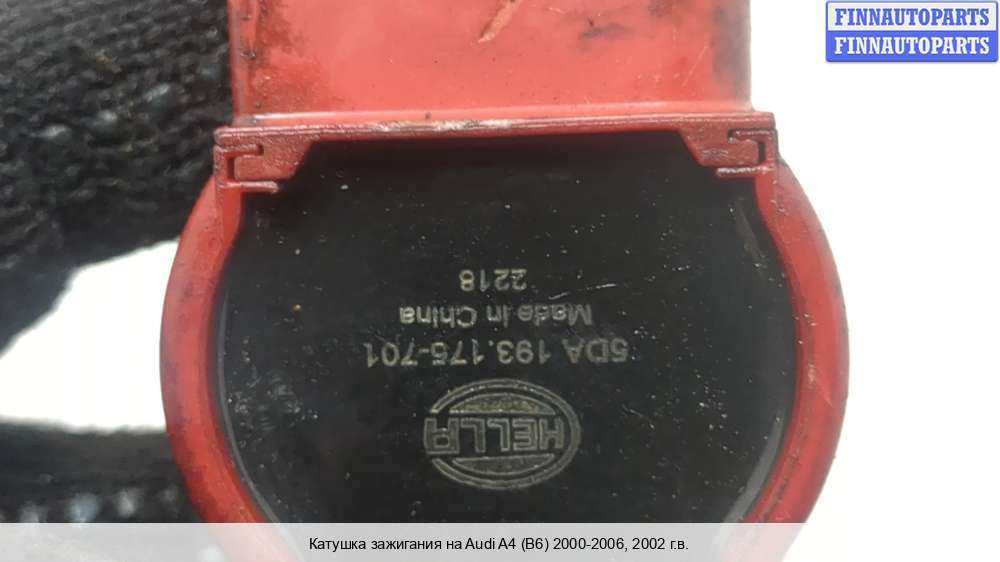 FINNAUTOPARTS
FINNAUTOPARTS
HELLA
5DA 193.175-701
Made in China
2218
Катушка зажигания на Audi A4 (B6) 2000-2006, 2002 г.в.